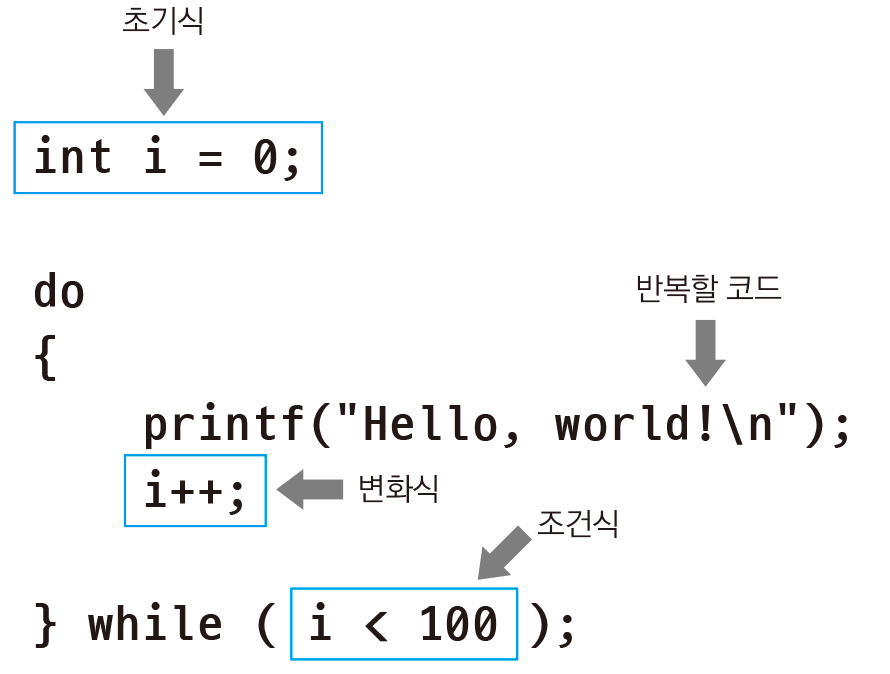 초기식
int i = 0;
do
반복할 코드
{
printf("Hello, world!\n");
i++;
변화식
조건식
} while ( i < 100 );